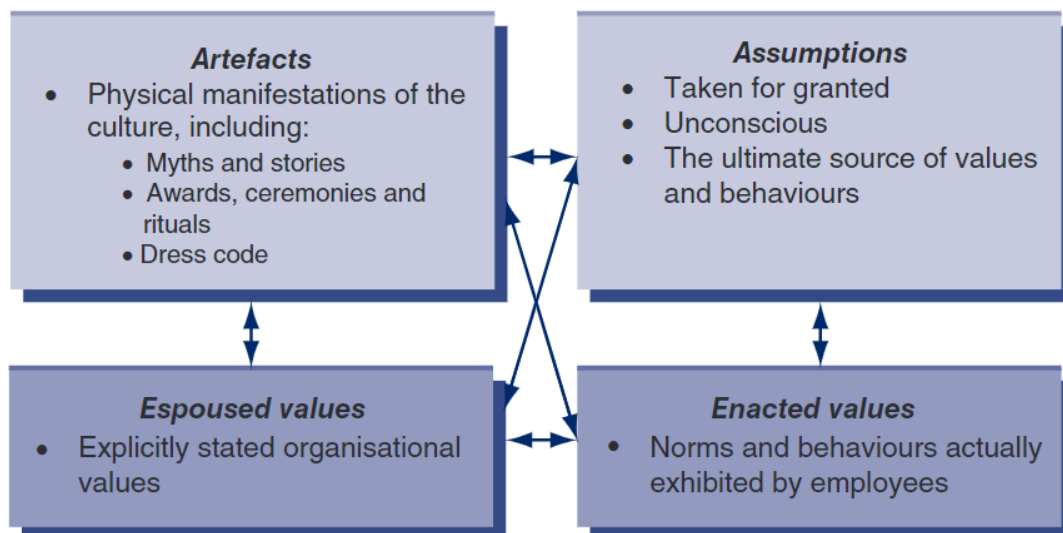 Artefacts
• Physical manifestations of the
culture, including:
• Myths and stories
• Awards, ceremonies and
rituals
• Dress code
Assumptions
• Taken for granted
• Unconscious
• The ultimate source of values
and behaviours
Espoused values
• Explicitly stated organisational
values
Enacted values
• Norms and behaviours actually
exhibited by employees